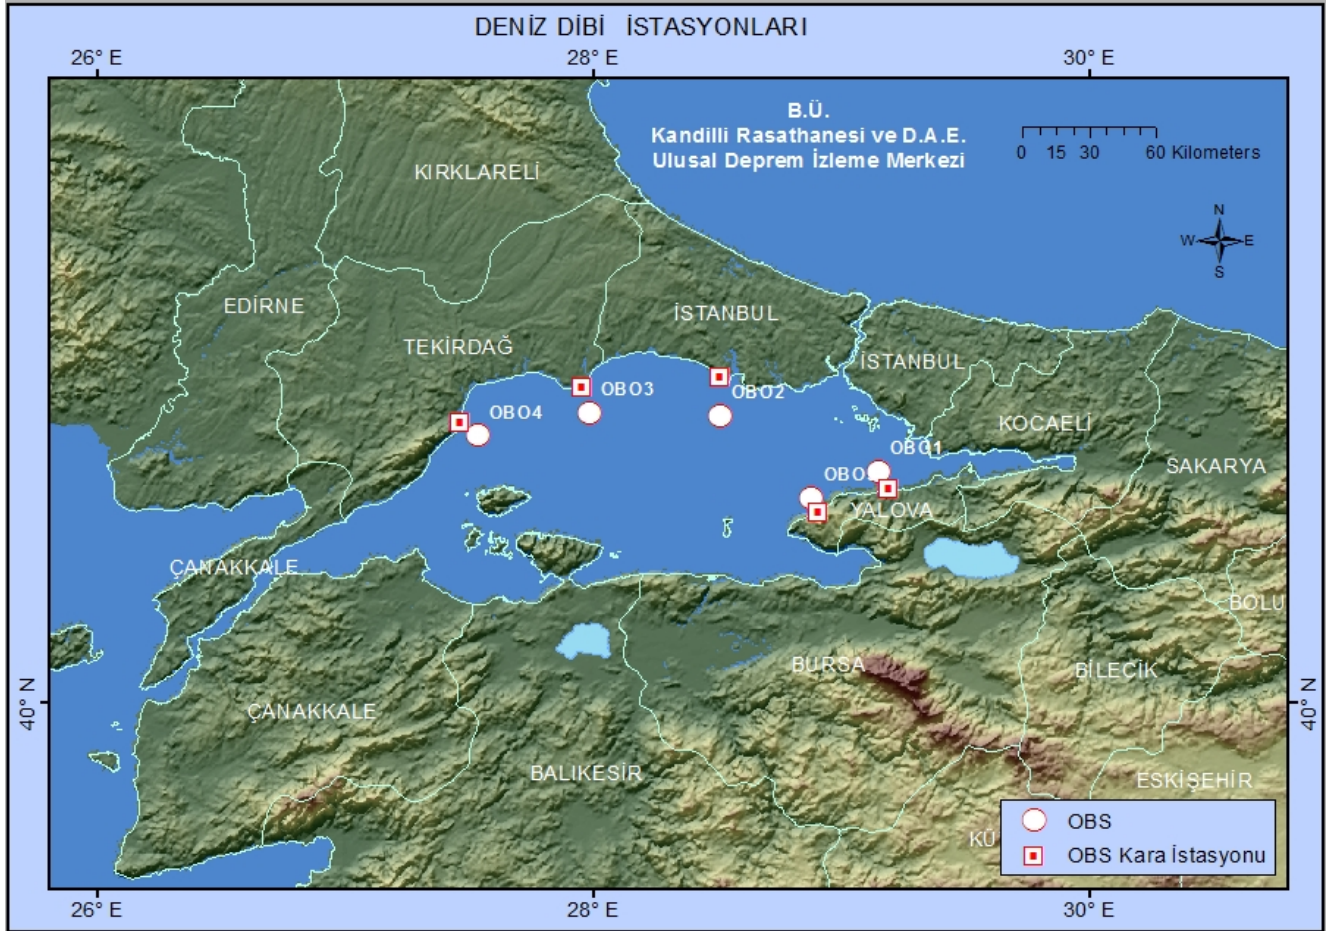 DENİZ DİBİ İSTASYONLARI
26° E 28° E 30° E
B.Ü.
Kandilli Rasathanesi ve D.A.E.
Ulusal Deprem İzleme Merkezi
0 15 30 60 Kilometers
N
W E
S
KIRKLARELİ
EDİRNE
İSTANBUL
TEKİRDAĞ
İSTANBUL
OBO3
OBO2
OBO4
KOCAELİ
OBO1
SAKARYA
YALOVA
ÇANAKKALE
BOLU
BURSA
BİLECİK
40° N
40° N
ÇANAKKALE
BALIKESİR
ESKİŞEHİR
OBS
KÜ
OBS Kara İstasyonu
26° E 28° E 30° E